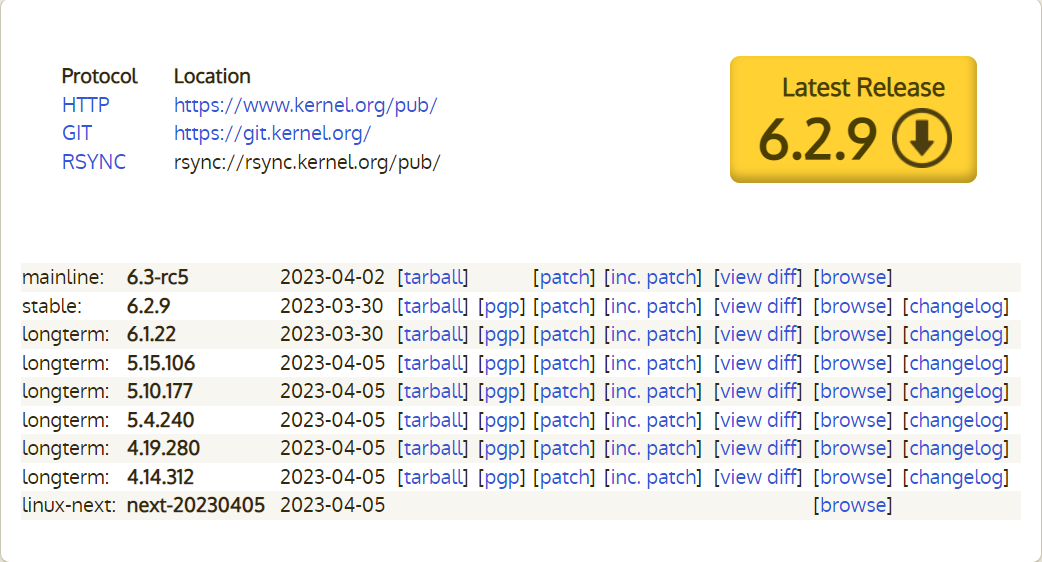 Protocol Location
HTTP https://www.kernel.org/pub/
GIT https://git.kernel.org/
RSYNC rsync://rsync.kernel.org/pub/
Latest Release
6.2.9
mainline: 6.3-rc5 2023-04-02 [tarball] [patch] [inc. patch] [view diff] [browse]
stable: 6.2.9 2023-03-30 [tarball] [pgp] [patch] [inc. patch] [view diff] [browse] [changelog]
longterm: 6.1.22 2023-03-30 [tarball] [pgp] [patch] [inc. patch] [view diff] [browse] [changelog]
longterm: 5.15.106 2023-04-05 [tarball] [pgp] [patch] [inc. patch] [view diff] [browse] [changelog]
longterm: 5.10.177 2023-04-05 [tarball] [pgp] [patch] [inc. patch] [view diff] [browse] [changelog]
longterm: 5.4.240 2023-04-05 [tarball] [pgp] [patch] [inc. patch] [view diff] [browse] [changelog]
longterm: 4.19.280 2023-04-05 [tarball] [pgp] [patch] [inc. patch] [view diff] [browse] [changelog]
longterm: 4.14.312 2023-04-05 [tarball] [pgp] [patch] [inc. patch] [view diff] [browse] [changelog]
linux-next: next-20230405 2023-04-05 [browse]